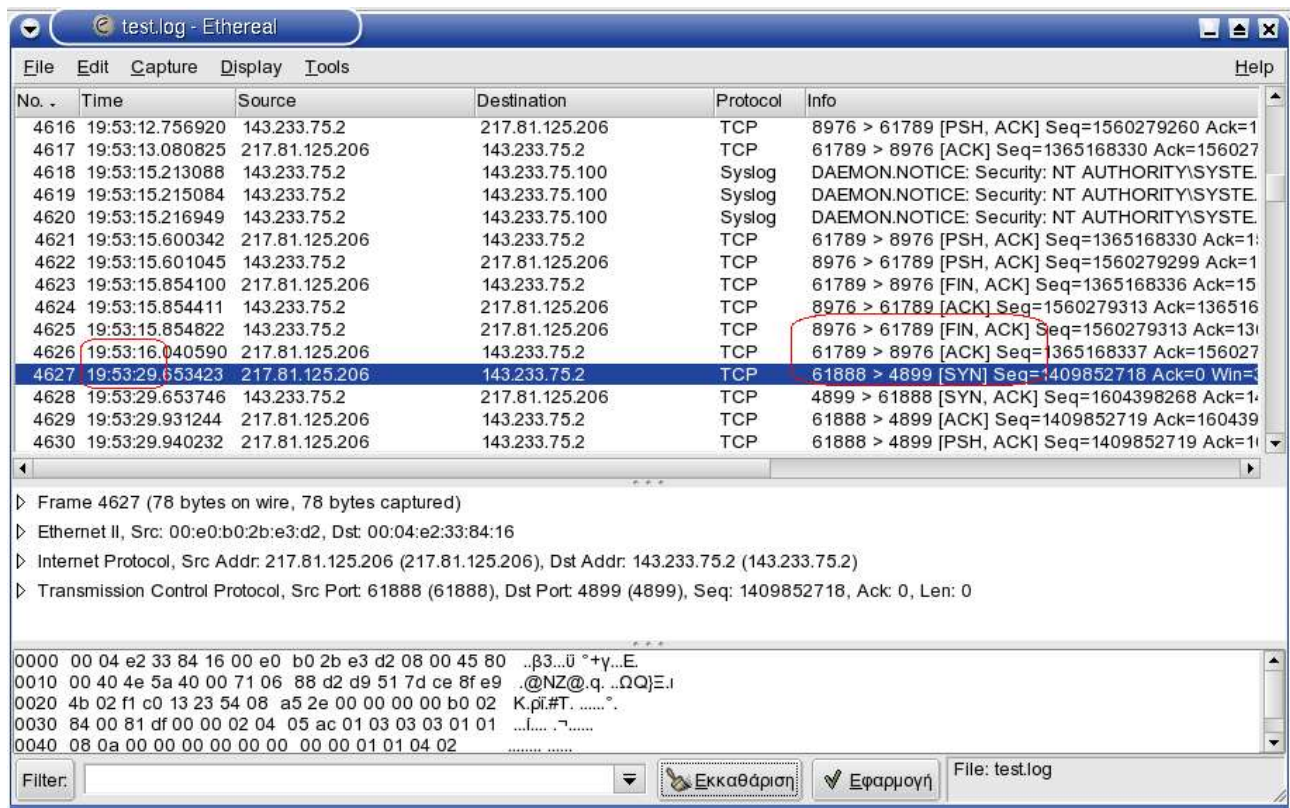 test.log - Ethereal
File Edit Capture Display Tools Help
No. Time Source Destination Protocol Info
4616 19:53:12.756920 143.233.75.2 217.81.125.206 TCP 8976 > 61789 [PSH, ACK] Seq=1560279260 Ack=1
4617 19:53:13.080825 217.81.125.206 143.233.75.2 TCP 61789 > 8976 [ACK] Seq=1365168330 Ack=156027
4618 19:53:15.213088 143.233.75.2 143.233.75.100 Syslog DAEMON.NOTICE: Security: NT AUTHORITY\SYSTE.
4619 19:53:15.215084 143.233.75.2 143.233.75.100 Syslog DAEMON.NOTICE: Security: NT AUTHORITY\SYSTE.
4620 19:53:15.216949 143.233.75.2 143.233.75.100 Syslog DAEMON.NOTICE: Security: NT AUTHORITY\SYSTE.
4621 19:53:15.600342 217.81.125.206 143.233.75.2 TCP 61789 > 8976 [PSH, ACK] Seq=1365168330 Ack=1
4622 19:53:15.601045 143.233.75.2 217.81.125.206 TCP 8976 > 61789 [PSH, ACK] Seq=1560279299 Ack=1
4623 19:53:15.854100 217.81.125.206 143.233.75.2 TCP 61789 > 8976 [FIN, ACK] Seq=1365168336 Ack=15
4624 19:53:15.854411 143.233.75.2 217.81.125.206 TCP 8976 > 61789 [ACK] Seq=1560279313 Ack=136516
4625 19:53:15.854822 143.233.75.2 217.81.125.206 TCP 8976 > 61789 [FIN, ACK] Seq=1560279313 Ack=13
4626 19:53:16.040590 217.81.125.206 143.233.75.2 TCP 61789 > 8976 [ACK] Seq=1365168337 Ack=156027
4627 19:53:29.653423 217.81.125.206 143.233.75.2 TCP 61888 > 4899 [SYN] Seq=1409852718 Ack=0 Win=
4628 19:53:29.653746 143.233.75.2 217.81.125.206 TCP 4899 > 61888 [SYN, ACK] Seq=1604398268 Ack=1
4629 19:53:29.931244 217.81.125.206 143.233.75.2 TCP 61888 > 4899 [ACK] Seq=1409852719 Ack=160439
4630 19:53:29.940232 217.81.125.206 143.233.75.2 TCP 61888 > 4899 [PSH, ACK] Seq=1409852719 Ack=1
Frame 4627 (78 bytes on wire, 78 bytes captured)
Ethernet II, Src: 00:e0:b0:2b:e3:d2, Dst: 00:04:e2:33:84:16
Internet Protocol, Src Addr: 217.81.125.206 (217.81.125.206), Dst Addr: 143.233.75.2 (143.233.75.2)
Transmission Control Protocol, Src Port: 61888 (61888), Dst Port: 4899 (4899), Seq: 1409852718, Ack: 0, Len: 0
0000 00 04 e2 33 84 16 00 e0 b0 2b e3 d2 08 00 45 80 ..β3...ΰ °+γ...E.
0010 00 40 4e 5a 40 00 71 06 88 d2 d9 51 7d ce 8f e9 .@NZ@.q. ..ΩQ}Ξ.ι
0020 4b 02 f1 c0 13 23 54 08 a5 2e 00 00 00 00 b0 02 K.ρΐ.#T. ......°.
0030 84 00 81 df 00 00 02 04 05 ac 01 03 03 03 01 01 ...ί.... .¬......
0040 08 0a 00 00 00 00 00 00 00 00 01 01 04 02 ........ ......
Filter: Εκκαθάριση Εφαρμογή File: test.log